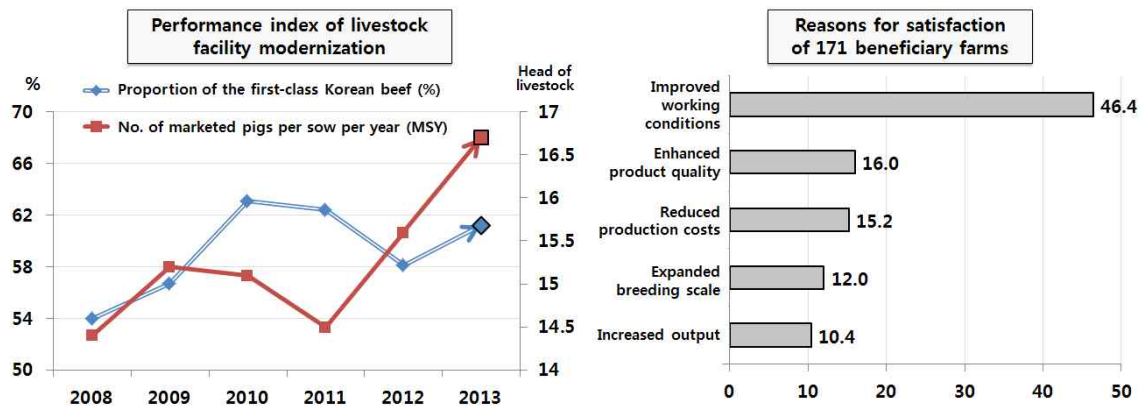 Performance index of livestock
facility modernization
%
Head of
livestock
Proportion of the first-class Korean beef (%)
No. of marketed pigs per sow per year (MSY)
70
66
62
58
54
50
17
16.5
16
15.5
15
14.5
14
2008
2009
2010
2011
2012
2013
Reasons for satisfaction
of 171 beneficiary farms
Improved
working
conditions
46.4
Enhanced
product quality
16.0
Reduced
production costs
15.2
Expanded
breeding scale
12.0
Increased output
10.4
0
10
20
30
40
50